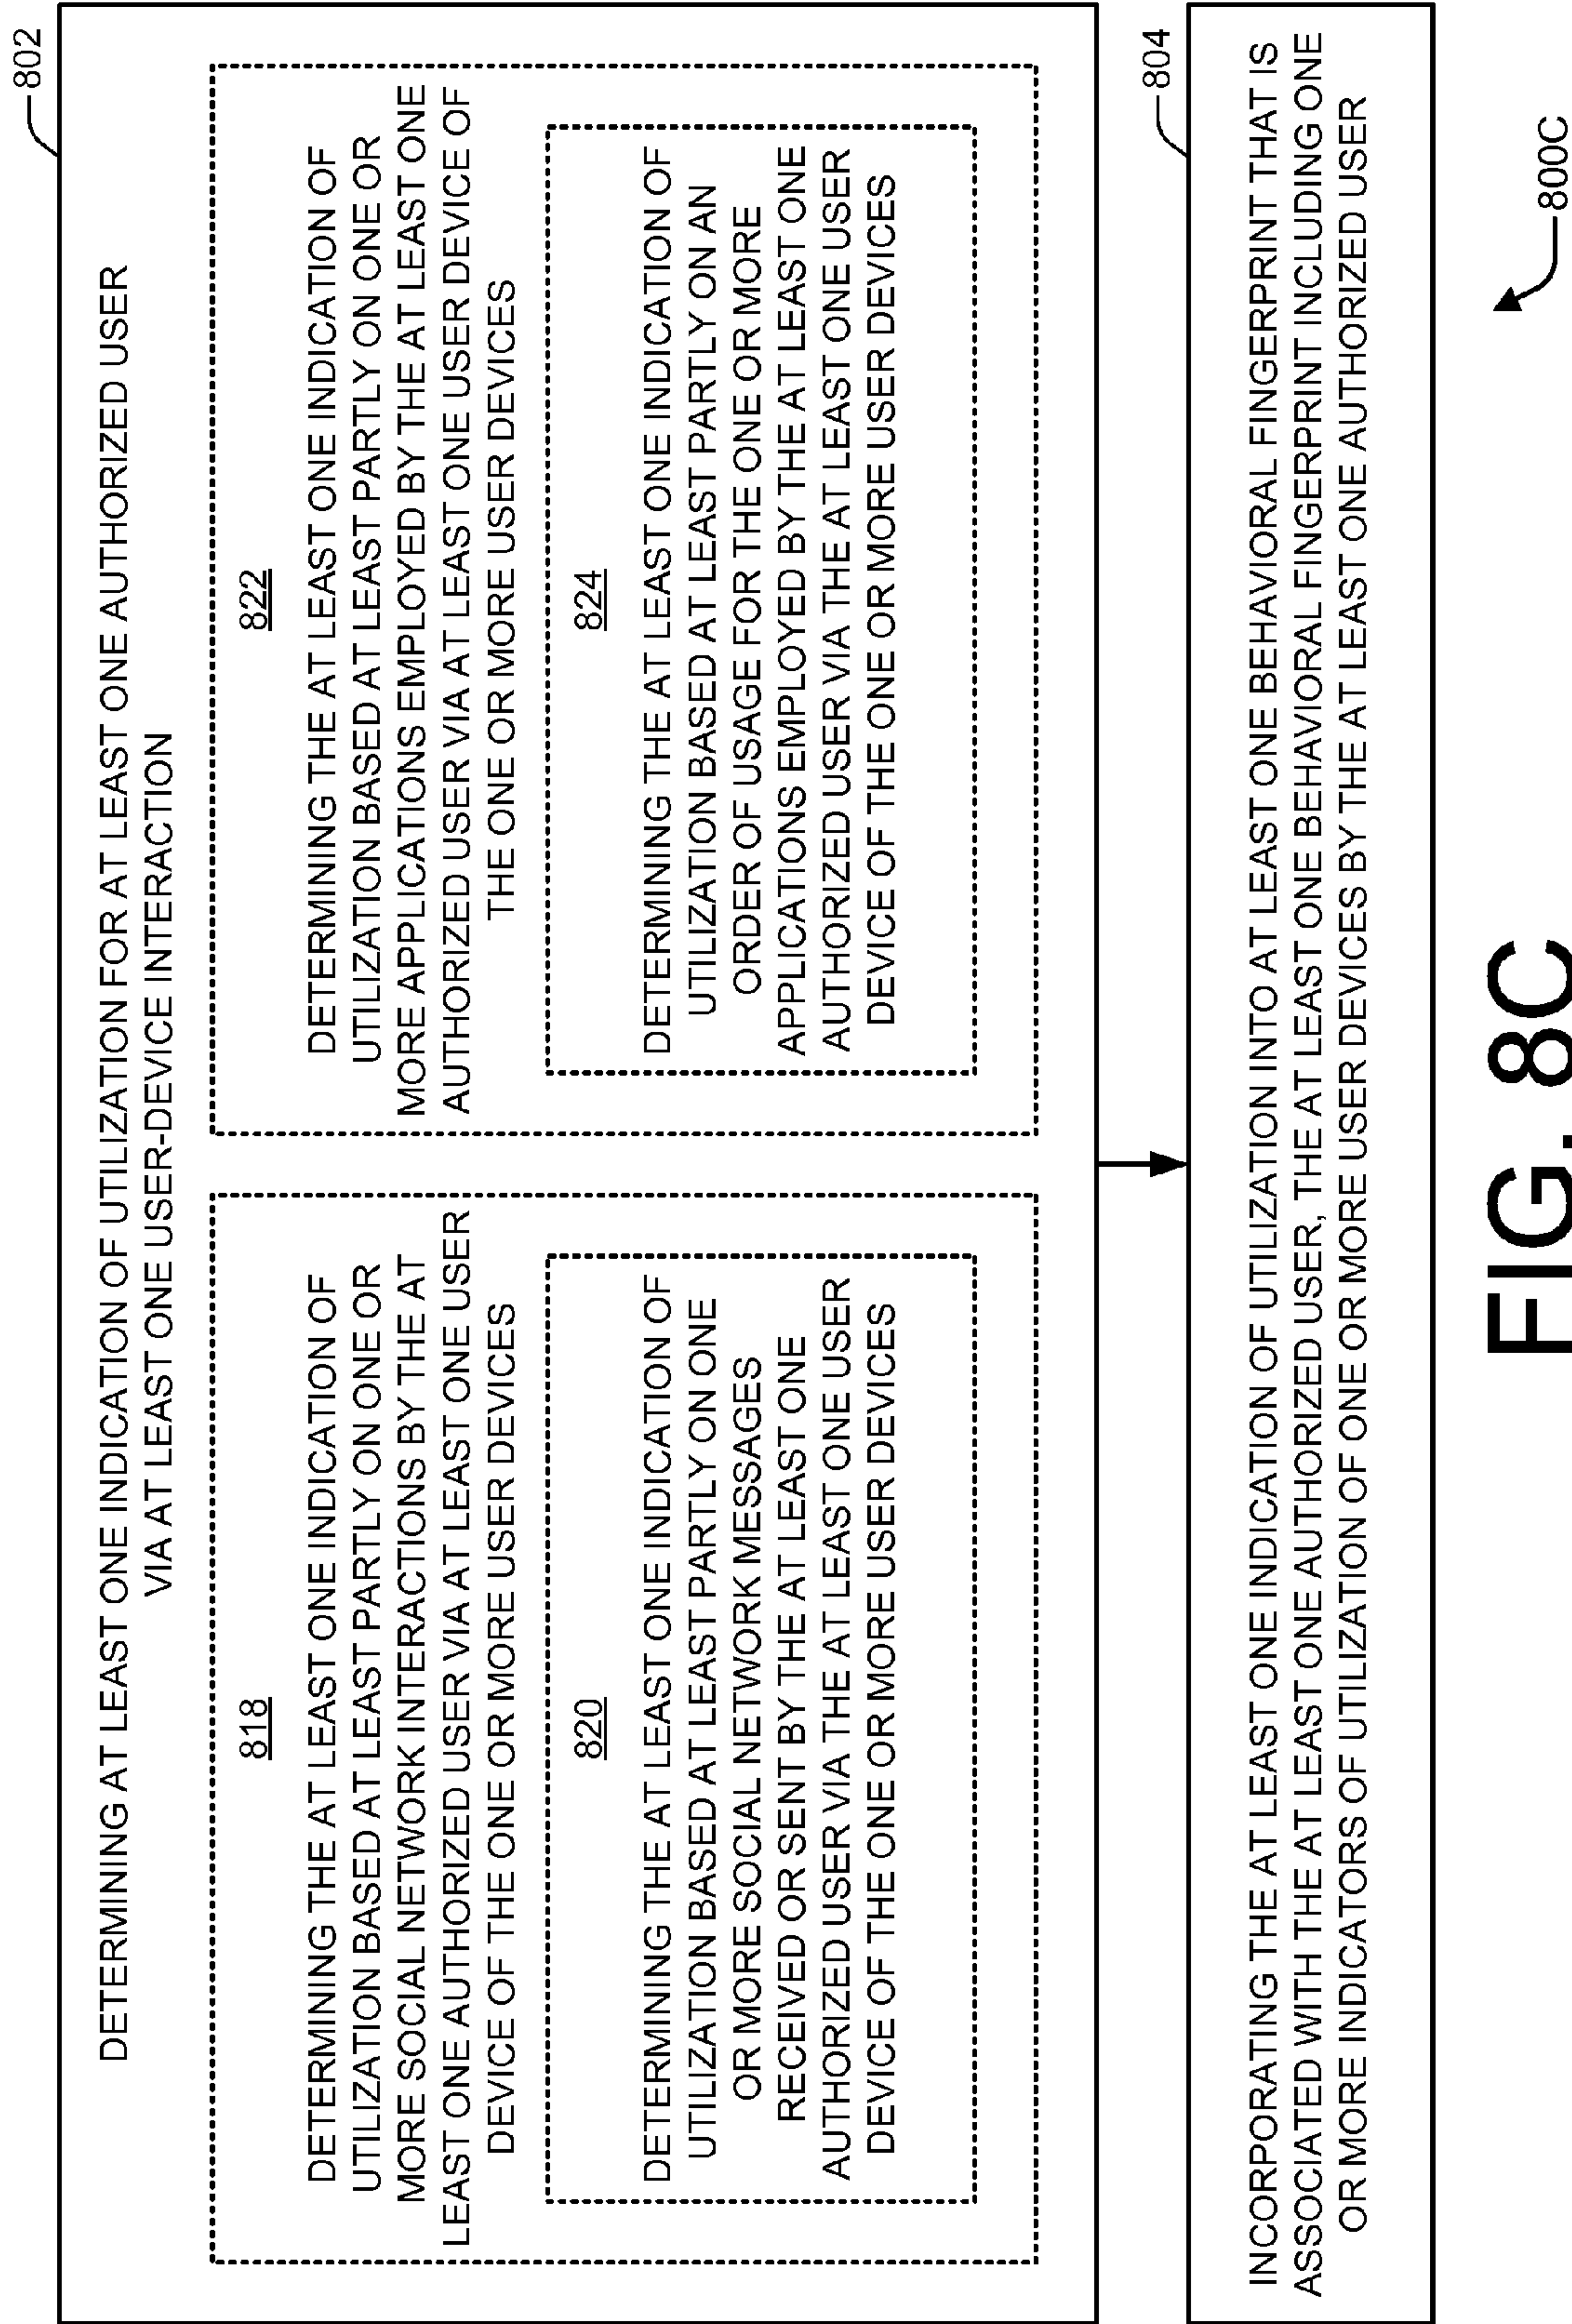 802
DETERMINING AT LEAST ONE INDICATION OF UTILIZATION FOR AT LEAST ONE AUTHORIZED USER
VIA AT LEAST ONE USER-DEVICE INTERACTION
818
DETERMINING THE AT LEAST ONE INDICATION OF
UTILIZATION BASED AT LEAST PARTLY ON ONE OR
MORE SOCIAL NETWORK INTERACTIONS BY THE AT
LEAST ONE AUTHORIZED USER VIA AT LEAST ONE USER
DEVICE OF THE ONE OR MORE USER DEVICES
820
DETERMINING THE AT LEAST ONE INDICATION OF
UTILIZATION BASED AT LEAST PARTLY ON ONE
OR MORE SOCIAL NETWORK MESSAGES
RECEIVED OR SENT BY THE AT LEAST ONE
AUTHORIZED USER VIA THE AT LEAST ONE USER
DEVICE OF THE ONE OR MORE USER DEVICES
822
DETERMINING THE AT LEAST ONE INDICATION OF
UTILIZATION BASED AT LEAST PARTLY ON ONE OR
MORE APPLICATIONS EMPLOYED BY THE AT LEAST ONE
AUTHORIZED USER VIA AT LEAST ONE USER DEVICE OF
THE ONE OR MORE USER DEVICES
824
DETERMINING THE AT LEAST ONE INDICATION OF
UTILIZATION BASED AT LEAST PARTLY ON AN
ORDER OF USAGE FOR THE ONE OR MORE
APPLICATIONS EMPLOYED BY THE AT LEAST ONE
AUTHORIZED USER VIA THE AT LEAST ONE USER
DEVICE OF THE ONE OR MORE USER DEVICES
804
INCORPORATING THE AT LEAST ONE INDICATION OF UTILIZATION INTO AT LEAST ONE BEHAVIORAL FINGERPRINT THAT IS
ASSOCIATED WITH THE AT LEAST ONE AUTHORIZED USER, THE AT LEAST ONE BEHAVIORAL FINGERPRINT INCLUDING ONE
OR MORE INDICATORS OF UTILIZATION OF ONE OR MORE USER DEVICES BY THE AT LEAST ONE AUTHORIZED USER
800C
FIG. 8C